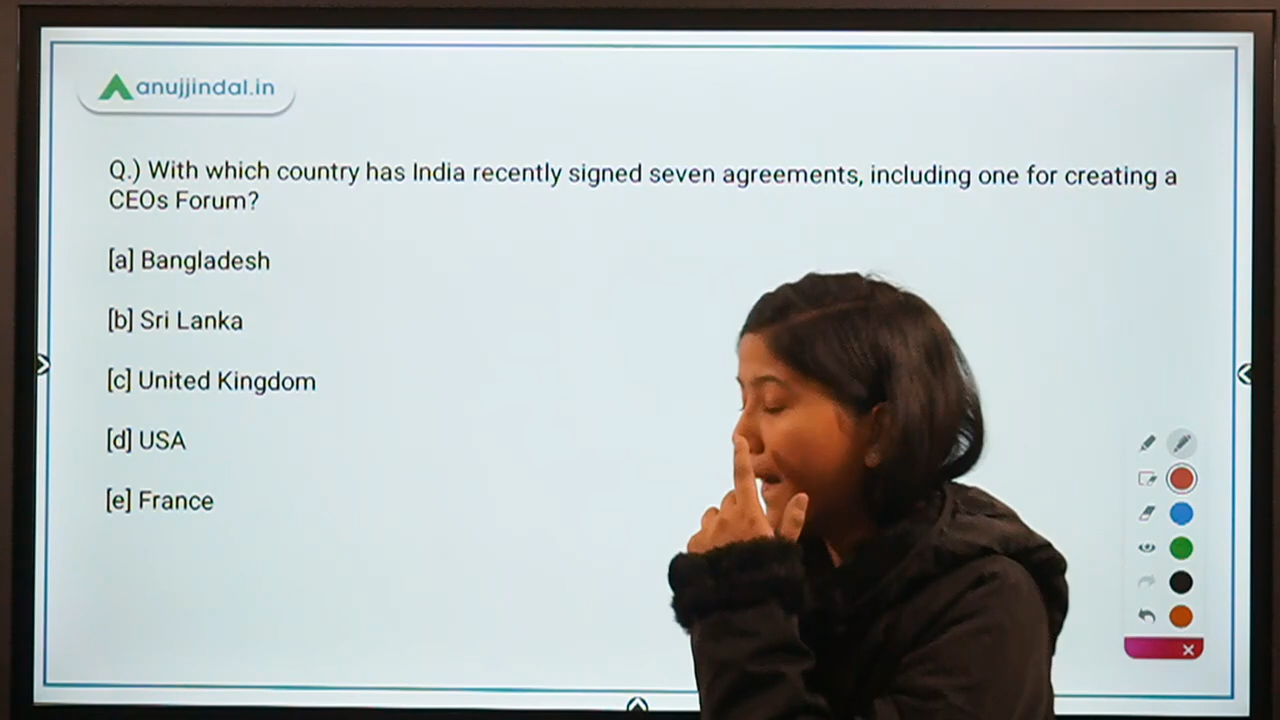 anujjindal.in
Q.) With which country has India recently signed seven agreements, including one for creating a
CEOs Forum?
[a] Bangladesh
[b] Sri Lanka
[c] United Kingdom
[d] USA
[e] France